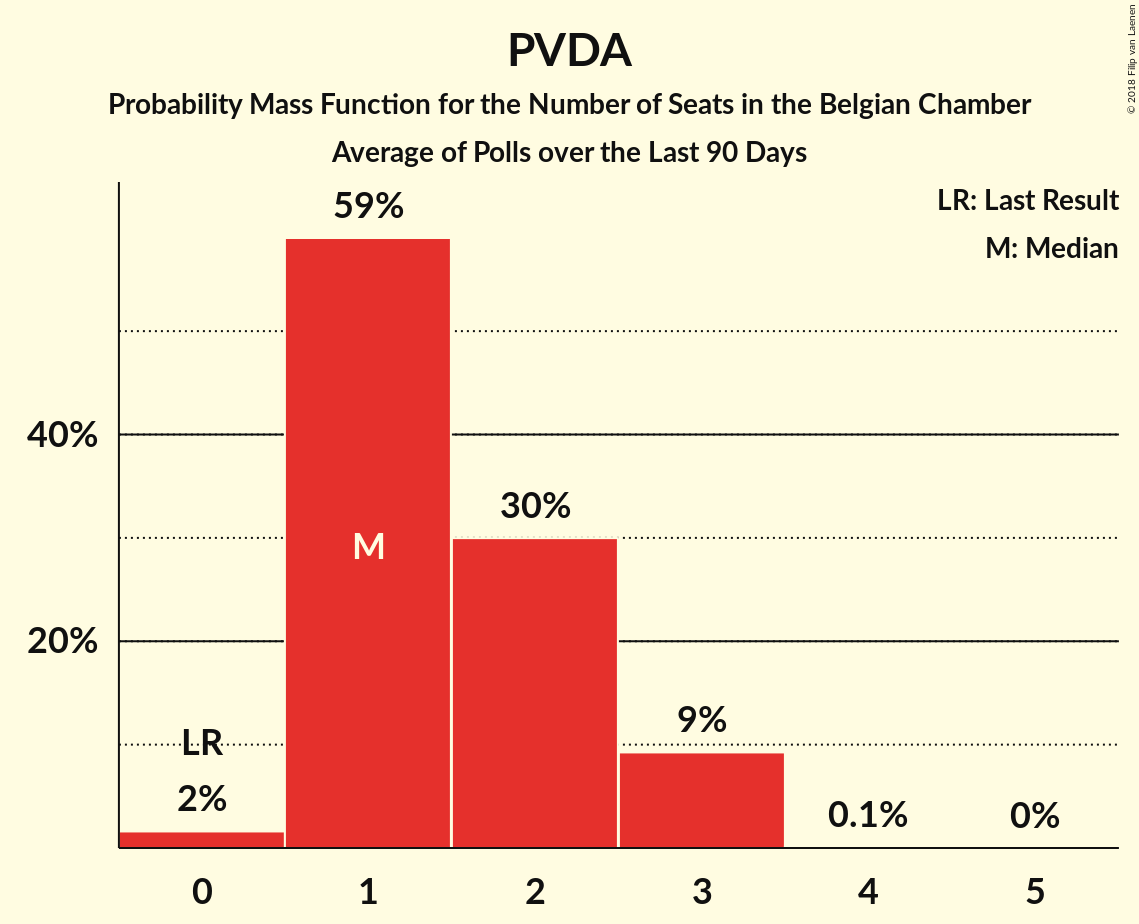 © 2018 Filip van Laenen
PVDA
Probability Mass Function for the Number of Seats in the Belgian Chamber
Average of Polls over the Last 90 Days
LR: Last Result
M: Median
59%
40%
30%
M
20%
9%
LR
2%
0.1%
0%
0 1 2 3 4 5